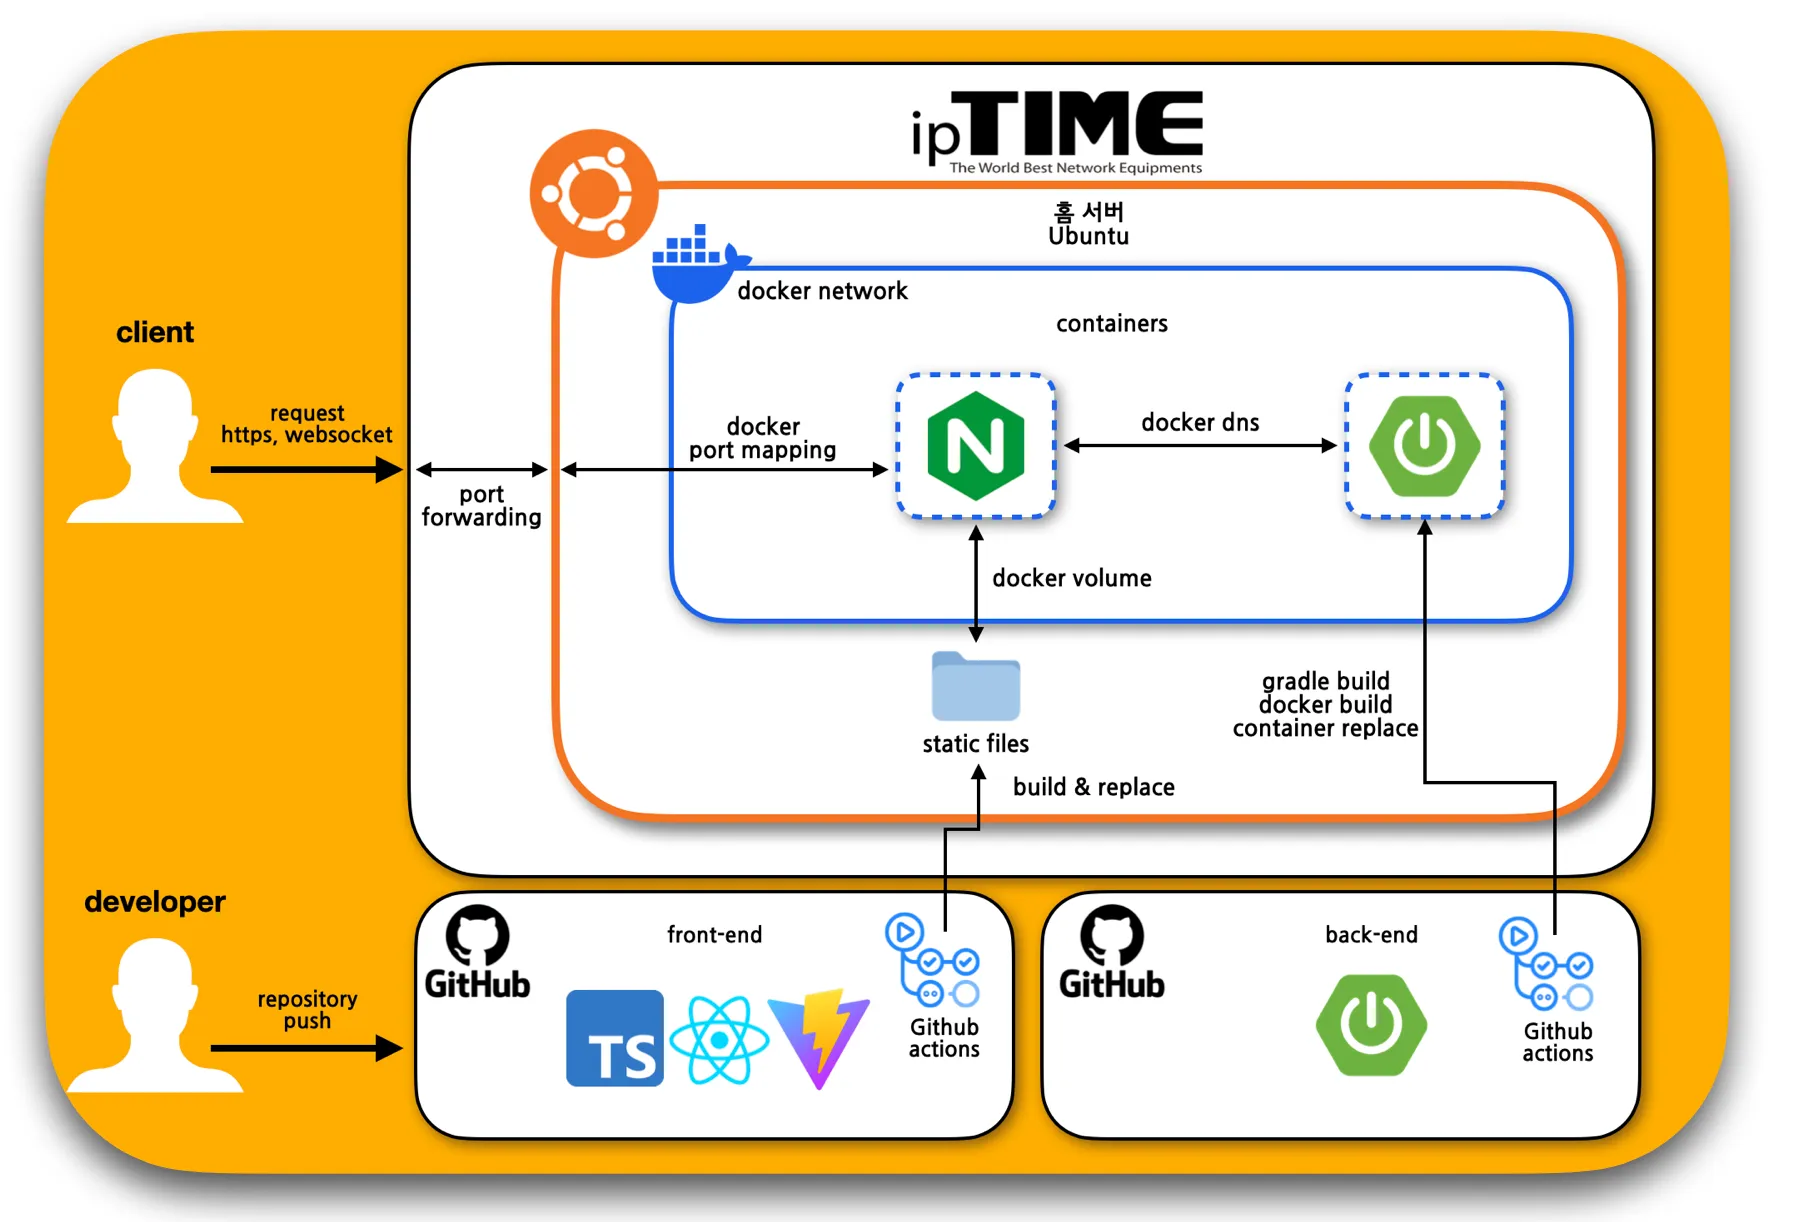 ipTIME
The World Best Network Equipments
홈 서버
Ubuntu
docker network
containers
client
request
https, websocket
port
forwarding
docker
port mapping
N
docker dns
docker volume
static files
build & replace
gradle build
docker build
container replace
developer
repository
push
GitHub
front-end
TS
Github
actions
GitHub
back-end
Github
actions